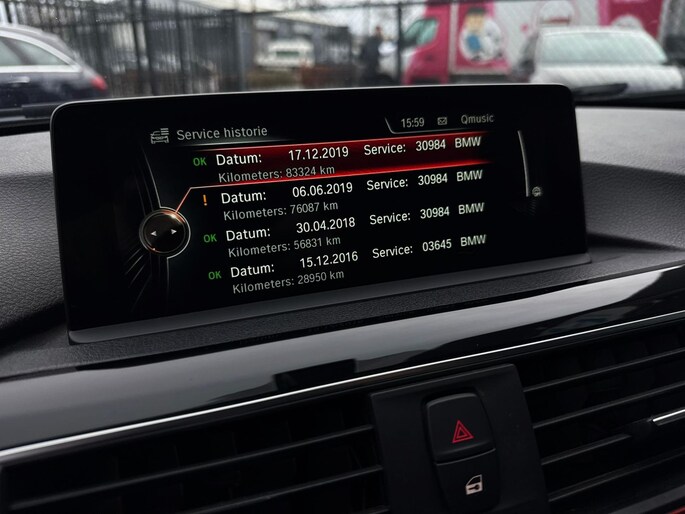 15:59 Qmusic
Service historie
OK Datum: 17.12.2019 Service: 30984 BMW
Kilometers: 83324 km
! Datum: 06.06.2019 Service: 30984 BMW
Kilometers: 76087 km
OK Datum: 30.04.2018 Service: 30984 BMW
Kilometers: 56831 km
OK Datum: 15.12.2016 Service: 03645 BMW
Kilometers: 28950 km